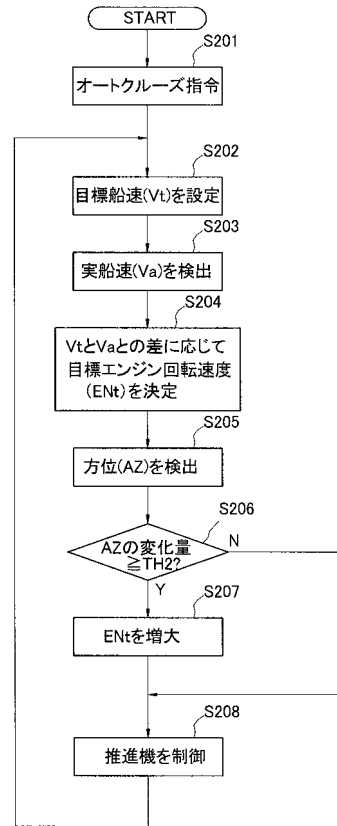 START
S201
オートクルーズ指令
S202
目標船速(Vt)を設定
S203
実船速(Va)を検出
S204
VtとVaとの差に応じて
目標エンジン回転速度
(ENt)を決定
S205
方位(AZ)を検出
S206
AZの変化量
≧TH2?
N
Y
S207
ENtを増大
S208
推進機を制御